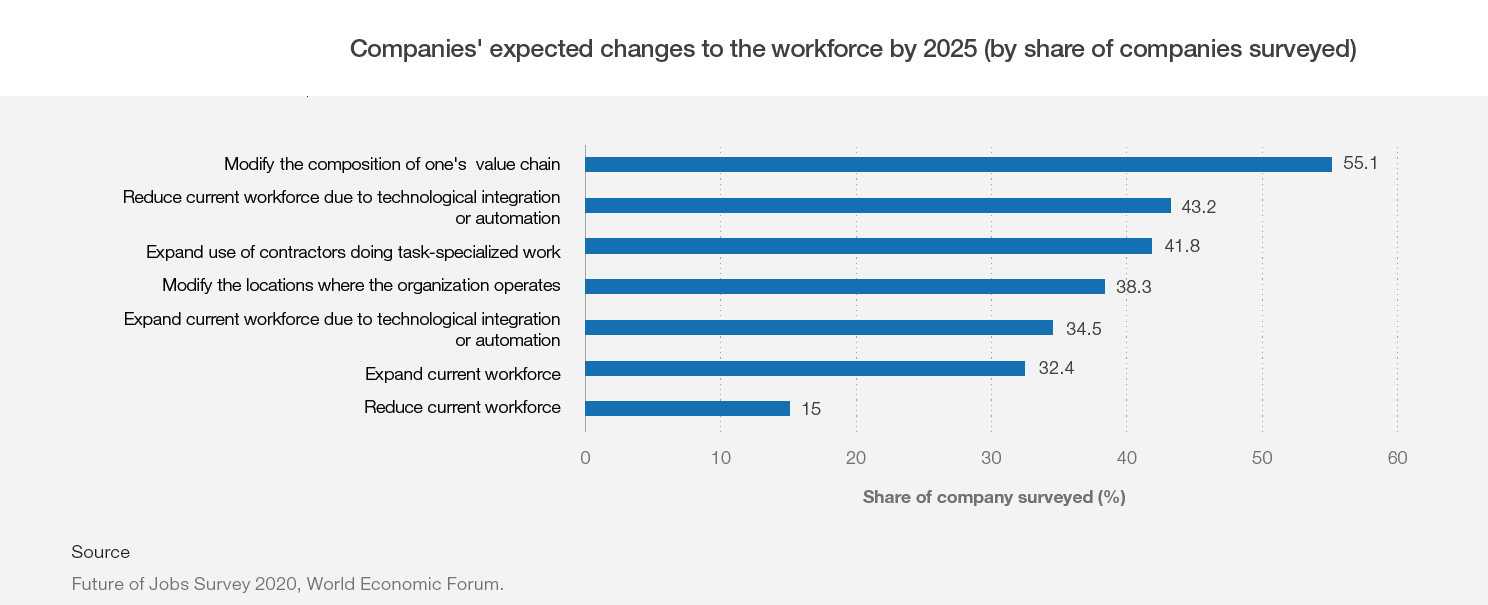 Companies' expected changes to the workforce by 2025 (by share of companies surveyed)
Modify the composition of one's  value chain
55.1
Reduce current workforce due to technological integration
or automation
43.2
Expand use of contractors doing task-specialized work
41.8
Modify the locations where the organization operates
38.3
Expand current workforce due to technological integration
or automation
34.5
Expand current workforce
32.4
Reduce current workforce
15
0 10 20 30 40 50 60
Share of company surveyed (%)
Source
Future of Jobs Survey 2020, World Economic Forum.